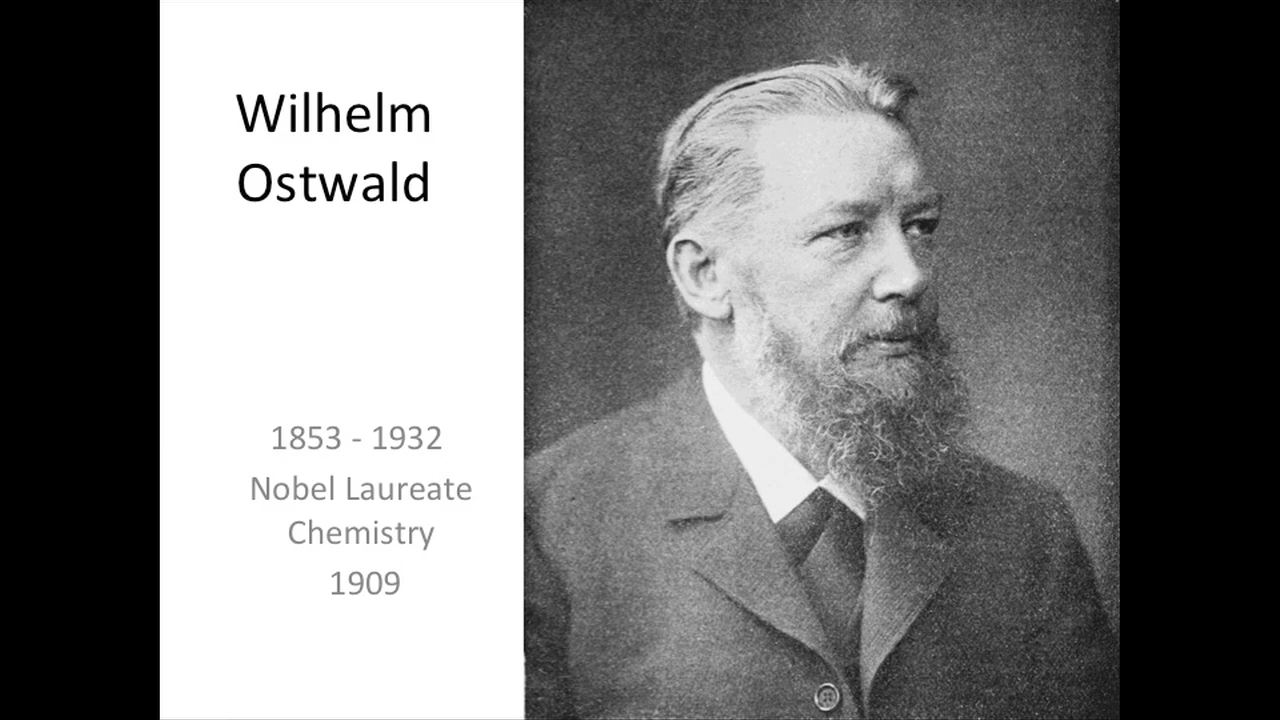 Wilhelm
Ostwald
1853 - 1932
Nobel Laureate
Chemistry
1909